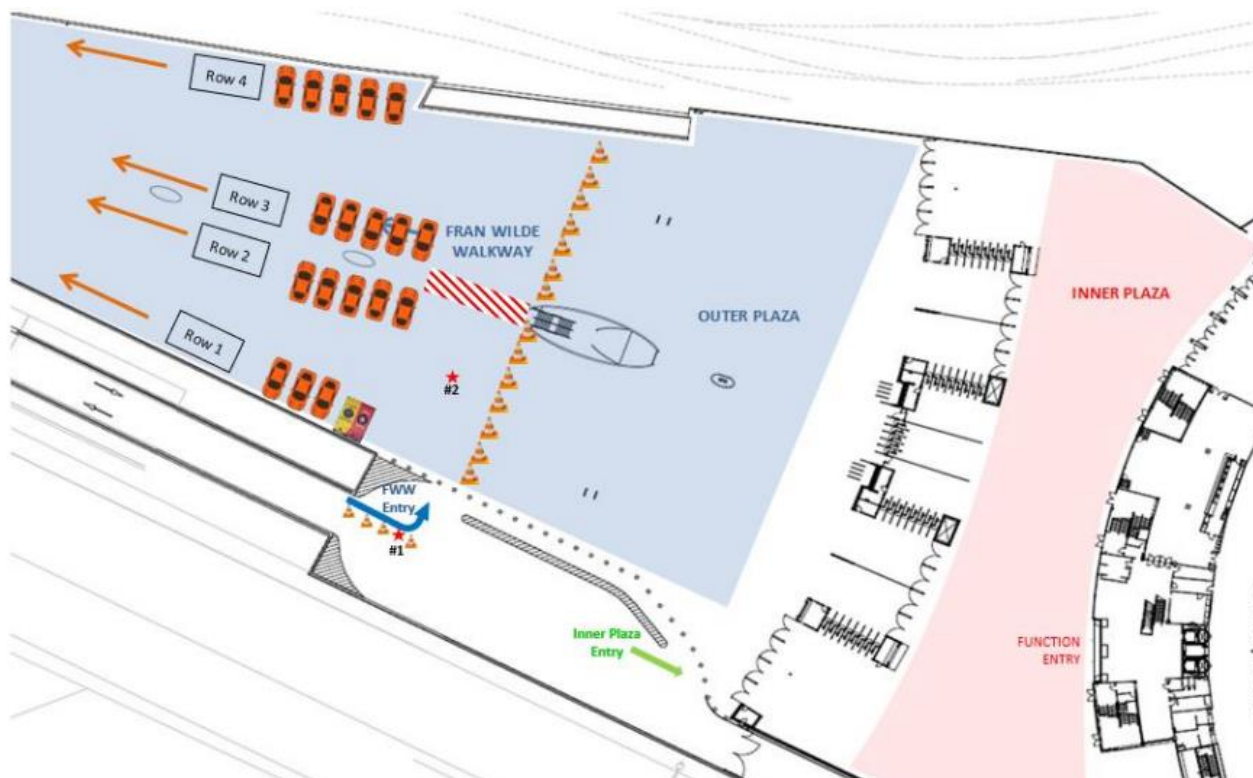 Row 4
Row 3
Row 2
FRAN WILDE
WALKWAY
OUTER PLAZA
INNER PLAZA
Row 1
#2
FWW
Entry
#1
Inner Plaza
Entry
FUNCTION
ENTRY